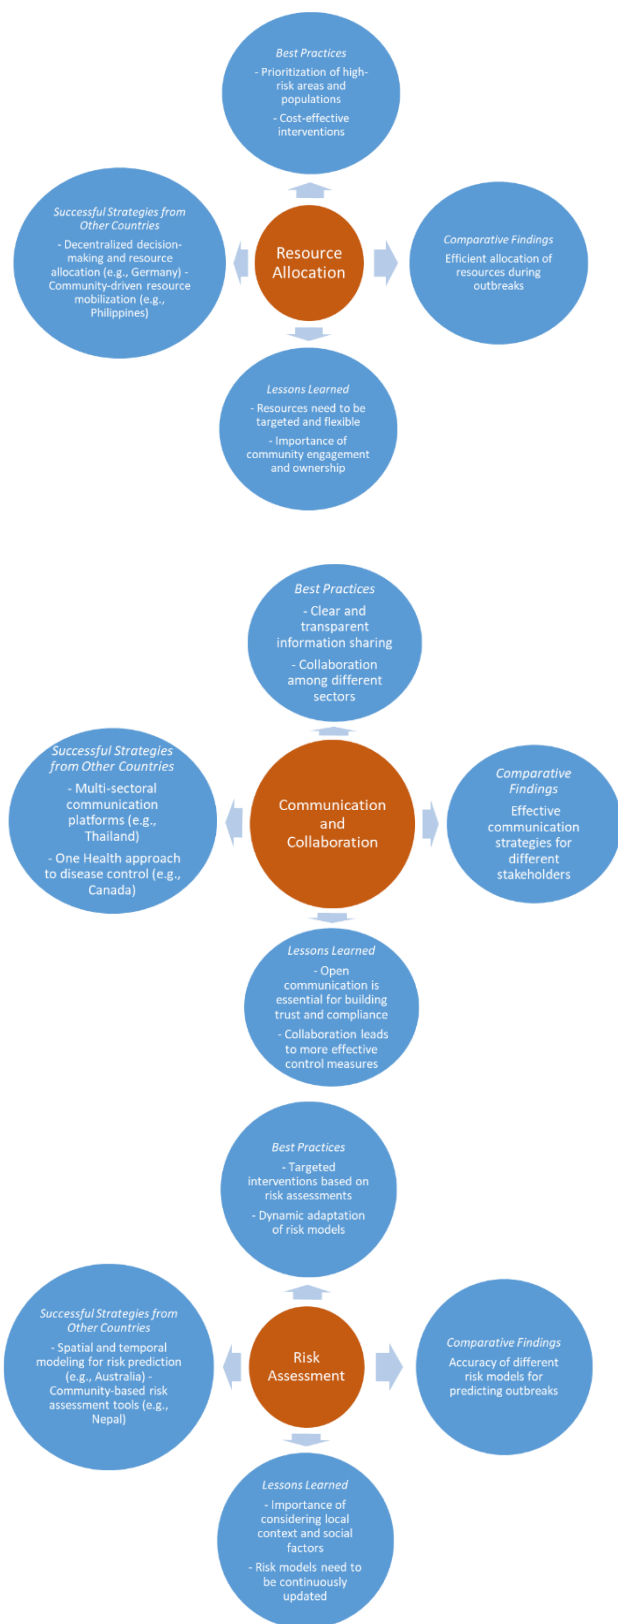 Best Practices
- Prioritization of high-
risk areas and
populations
- Cost-effective
interventions
Successful Strategies from
Other Countries
- Decentralized decision-
making and resource
allocation (e.g., Germany) -
Community-driven resource
mobilization (e.g.,
Philippines)
Resource
Allocation
Comparative Findings
Efficient allocation of
resources during
outbreaks
Lessons Learned
- Resources need to be
targeted and flexible
- Importance of
community engagement
and ownership
Best Practices
- Clear and
transparent
information sharing
- Collaboration
among different
sectors
Successful Strategies
from Other Countries
- Multi-sectoral
communication
platforms (e.g.,
Thailand)
- One Health approach
to disease control (e.g.,
Canada)
Communication
and
Collaboration
Comparative
Findings
Effective
communication
strategies for
different
stakeholders
Lessons Learned
- Open
communication is
essential for building
trust and compliance
- Collaboration leads
to more effective
control measures
Best Practices
- Targeted
interventions based on
risk assessments
- Dynamic adaptation
of risk models
Successful Strategies from
Other Countries
- Spatial and temporal
modeling for risk prediction
(e.g., Australia) -
Community-based risk
assessment tools (e.g.,
Nepal)
Risk
Assessment
Comparative Findings
Accuracy of different
risk models for
predicting outbreaks
Lessons Learned
- Importance of
considering local
context and social
factors
- Risk models need to
be continuously
updated